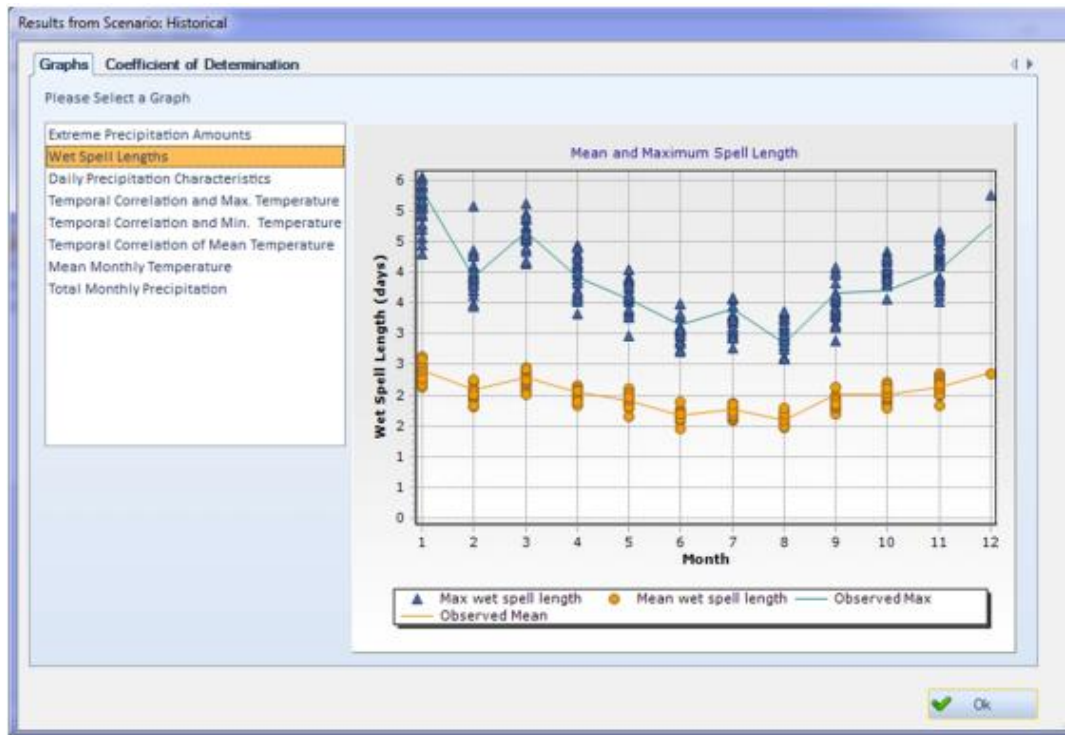 Results from Scenario: Historical
Graphs Coefficient of Determination
Please Select a Graph
Extreme Precipitation Amounts
Wet Spell Lengths
Daily Precipitation Characteristics
Temporal Correlation and Max. Temperature
Temporal Correlation and Min. Temperature
Temporal Correlation of Mean Temperature
Mean Monthly Temperature
Total Monthly Precipitation
Mean and Maximum Spell Length
Wet Spell Length (days)
6
5
5
4
4
3
3
2
2
1
1
0
1 2 3 4 5 6 7 8 9 10 11 12
Month
Max wet spell length Mean wet spell length Observed Max
Observed Mean
Ok